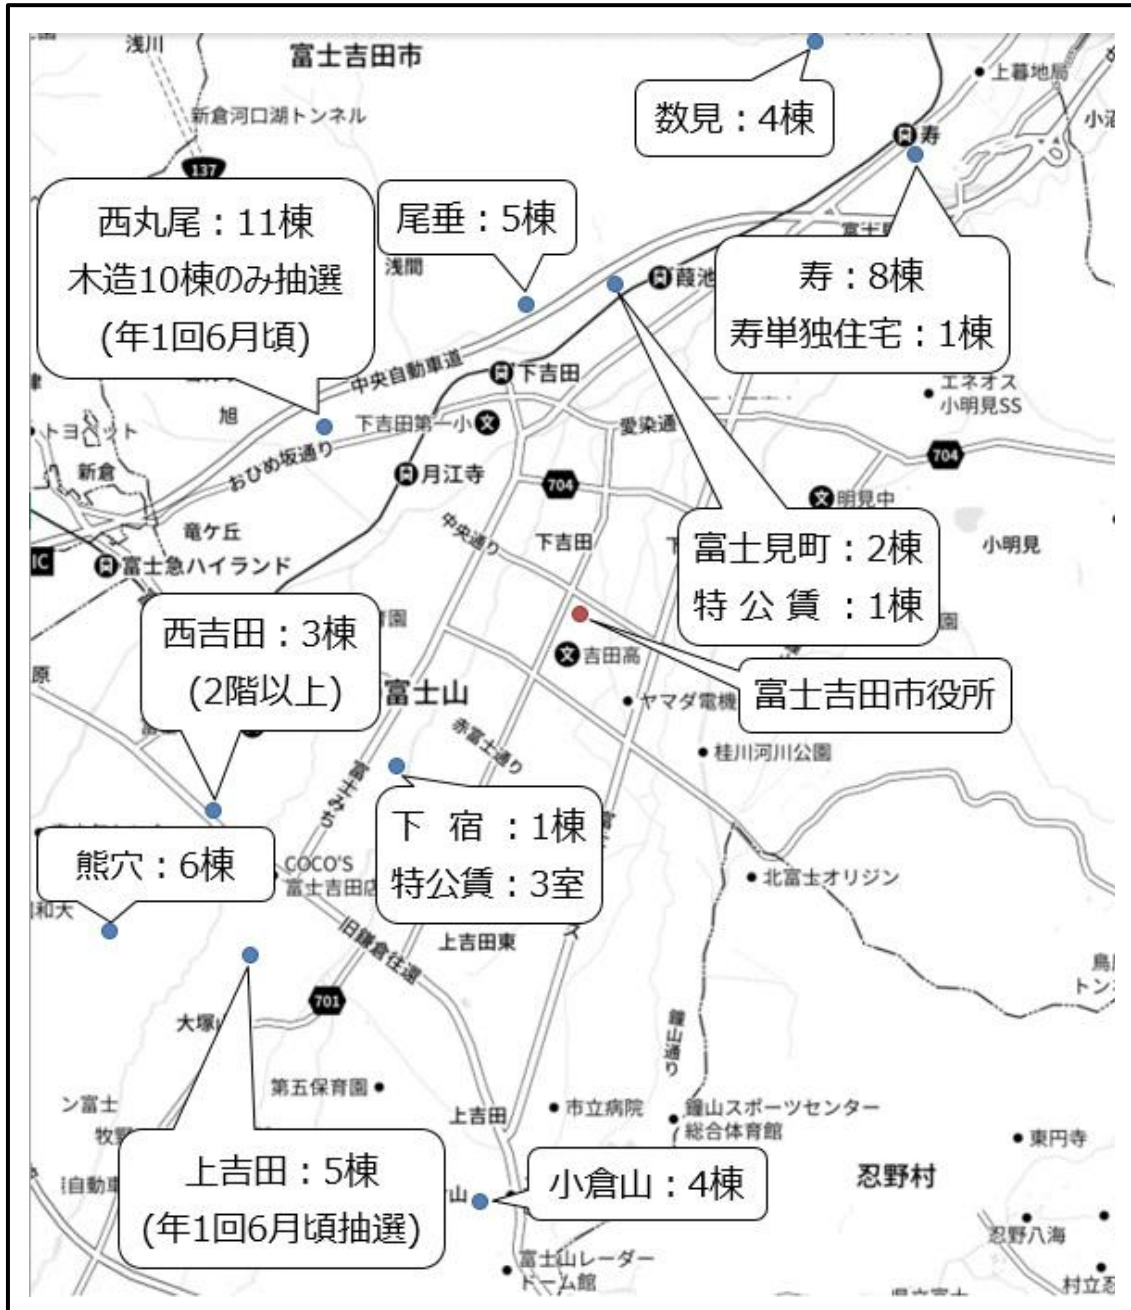 浅川
富士吉田市
上暮地局
新倉河口湖トンネル
数見：4棟
寿
小沼
137
西丸尾：11棟
木造10棟のみ抽選
(年1回6月頃)
尾垂：5棟
浅間
葭池
寿：8棟
寿単独住宅：1棟
中央自動車道
下吉田
エネオス
小明見SS
旭
下吉田第一小
愛染通
おひめ坂通り
新倉
月江寺
704
704
明見中
竜ケ丘
中央通り
下吉田
小明見
IC
富士急ハイランド
富士見町：2棟
特公賃：1棟
西吉田：3棟
(2階以上)
吉田高
富士山
ヤマダ電機
富士吉田市役所
赤富士通り
桂川河川公園
富士みち
下宿：1棟
特公賃：3室
熊穴：6棟
COCO'S
富士吉田店
北富士オリジン
旧鎌倉往還
上吉田東
701
鐘山通り
第五保育園
上吉田
市立病院
鐘山スポーツセンター
総合体育館
東円寺
上吉田：5棟
(年1回6月頃抽選)
小倉山：4棟
忍野村
忍野八海
富士山レーダー
ドーム館